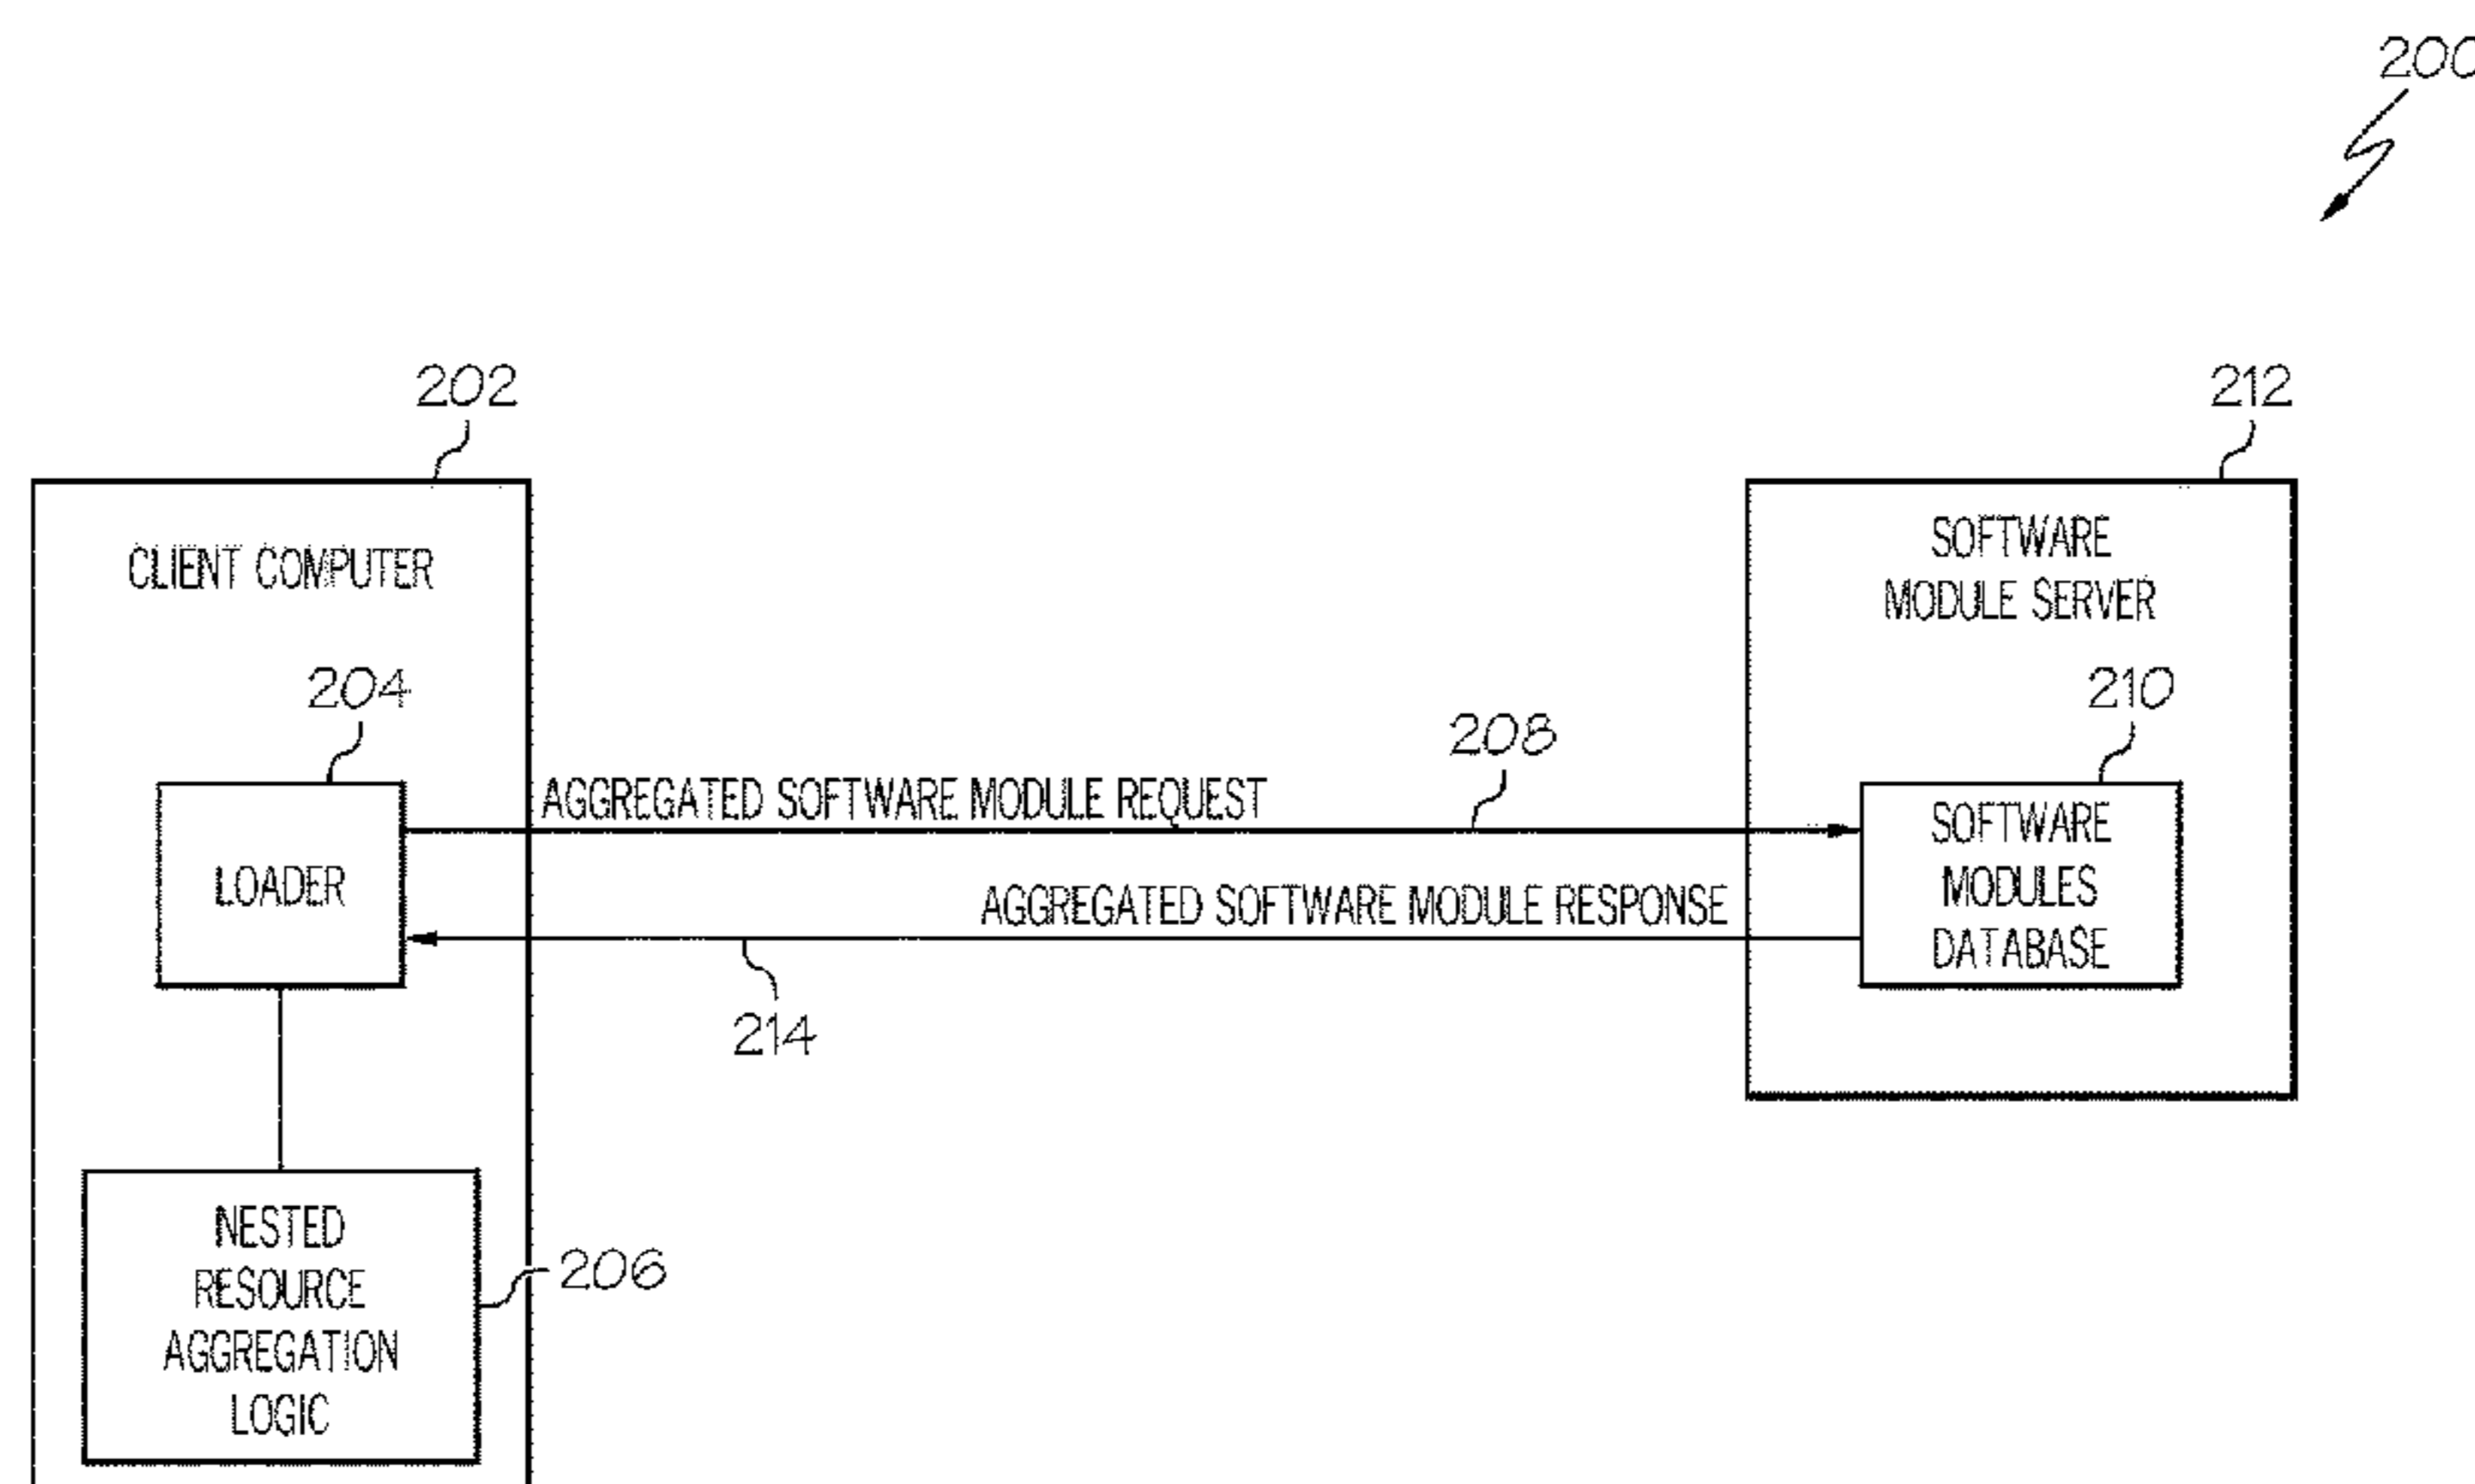 200
202
212
CLIENT COMPUTER
SOFTWARE
MODULE SERVER
204
210
208
AGGREGATED SOFTWARE MODULE REQUEST
LOADER
SOFTWARE
MODULES
DATABASE
AGGREGATED SOFTWARE MODULE RESPONSE
214
NESTED
RESOURCE
AGGREGATION
LOGIC
206